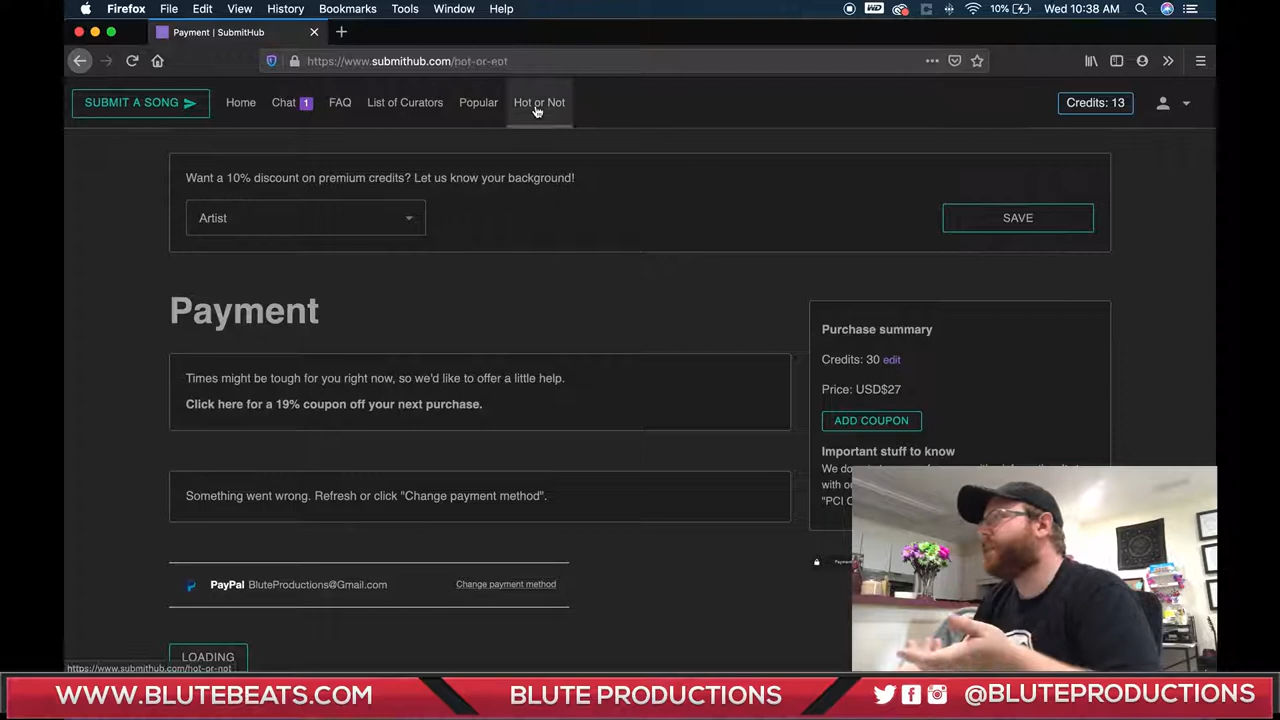 Firefox File Edit View History Bookmarks Tools Window Help WD 10% Wed 10:38 AM
Payment | SubmitHub
https://www.submithub.com/hot-or-not
SUBMIT A SONG Home Chat 1 FAQ List of Curators Popular Hot or Not Credits: 13
Want a 10% discount on premium credits? Let us know your background!
Artist SAVE
Payment
Purchase summary
Credits: 30 edit
Price: USD$27
ADD COUPON
Times might be tough for you right now, so we'd like to offer a little help.
Click here for a 19% coupon off your next purchase.
Important stuff to know
We do
with o
"PCI C
Something went wrong. Refresh or click "Change payment method".
PayPal BluteProductions@Gmail.com Change payment method
LOADING
https://www.submithub.com/hot-or-not
WWW.BLUTEBEATS.COM BLUTE PRODUCTIONS @BLUTEPRODUCTIONS